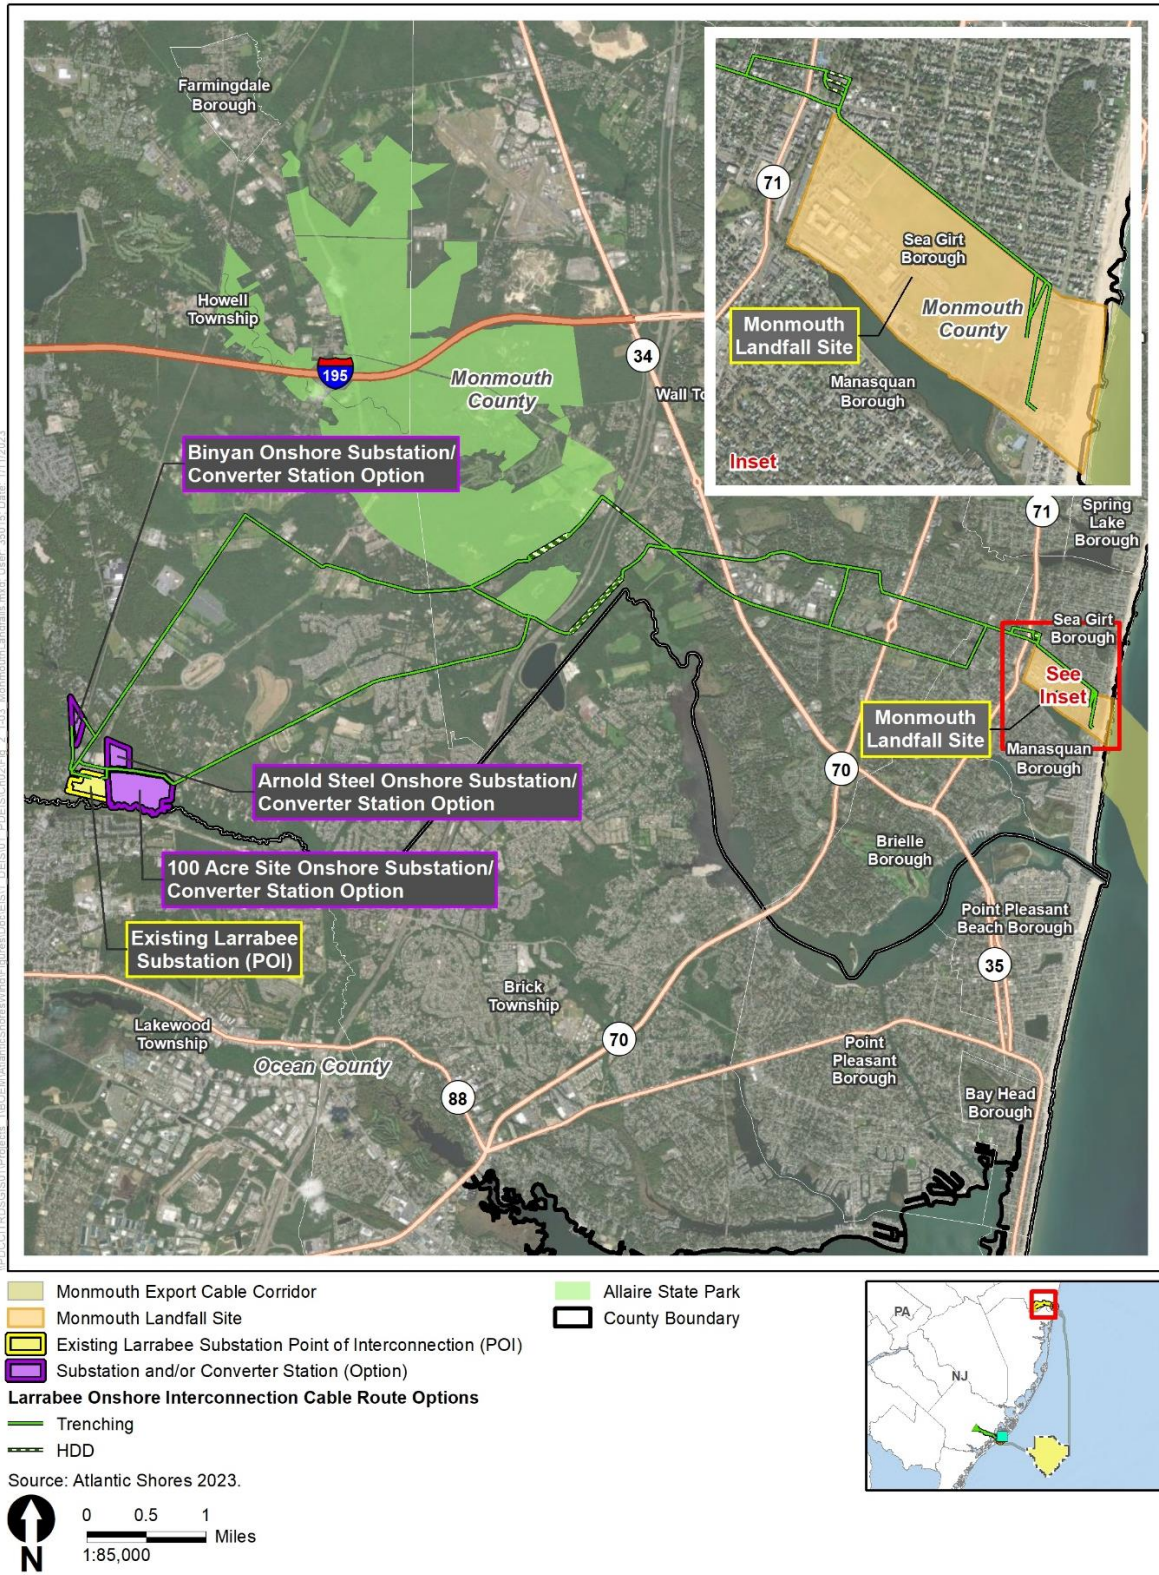 Farmingdale
Borough
Howell
Township
195
Monmouth
County
34
Wall To
71
Sea Girt
Borough
Monmouth
County
Monmouth
Landfall Site
Manasquan
Borough
Inset
71
Spring
Lake
Borough
Binyan Onshore Substation/
Converter Station Option
Sea Girt
Borough
See
Inset
Monmouth
Landfall Site
Manasquan
Borough
70
Arnold Steel Onshore Substation/
Converter Station Option
100 Acre Site Onshore Substation/
Converter Station Option
Existing Larrabee
Substation (POI)
Brielle
Borough
Point Pleasant
Beach Borough
35
Brick
Township
Lakewood
Township
Ocean County
70
88
Point
Pleasant
Borough
Bay Head
Borough
Monmouth Export Cable Corridor
Monmouth Landfall Site
Existing Larrabee Substation Point of Interconnection (POI)
Substation and/or Converter Station (Option)
Larrabee Onshore Interconnection Cable Route Options
Trenching
HDD
Allaire State Park
County Boundary
Source: Atlantic Shores 2023.
N
0 0.5 1
Miles
1:85,000
PA
NJ